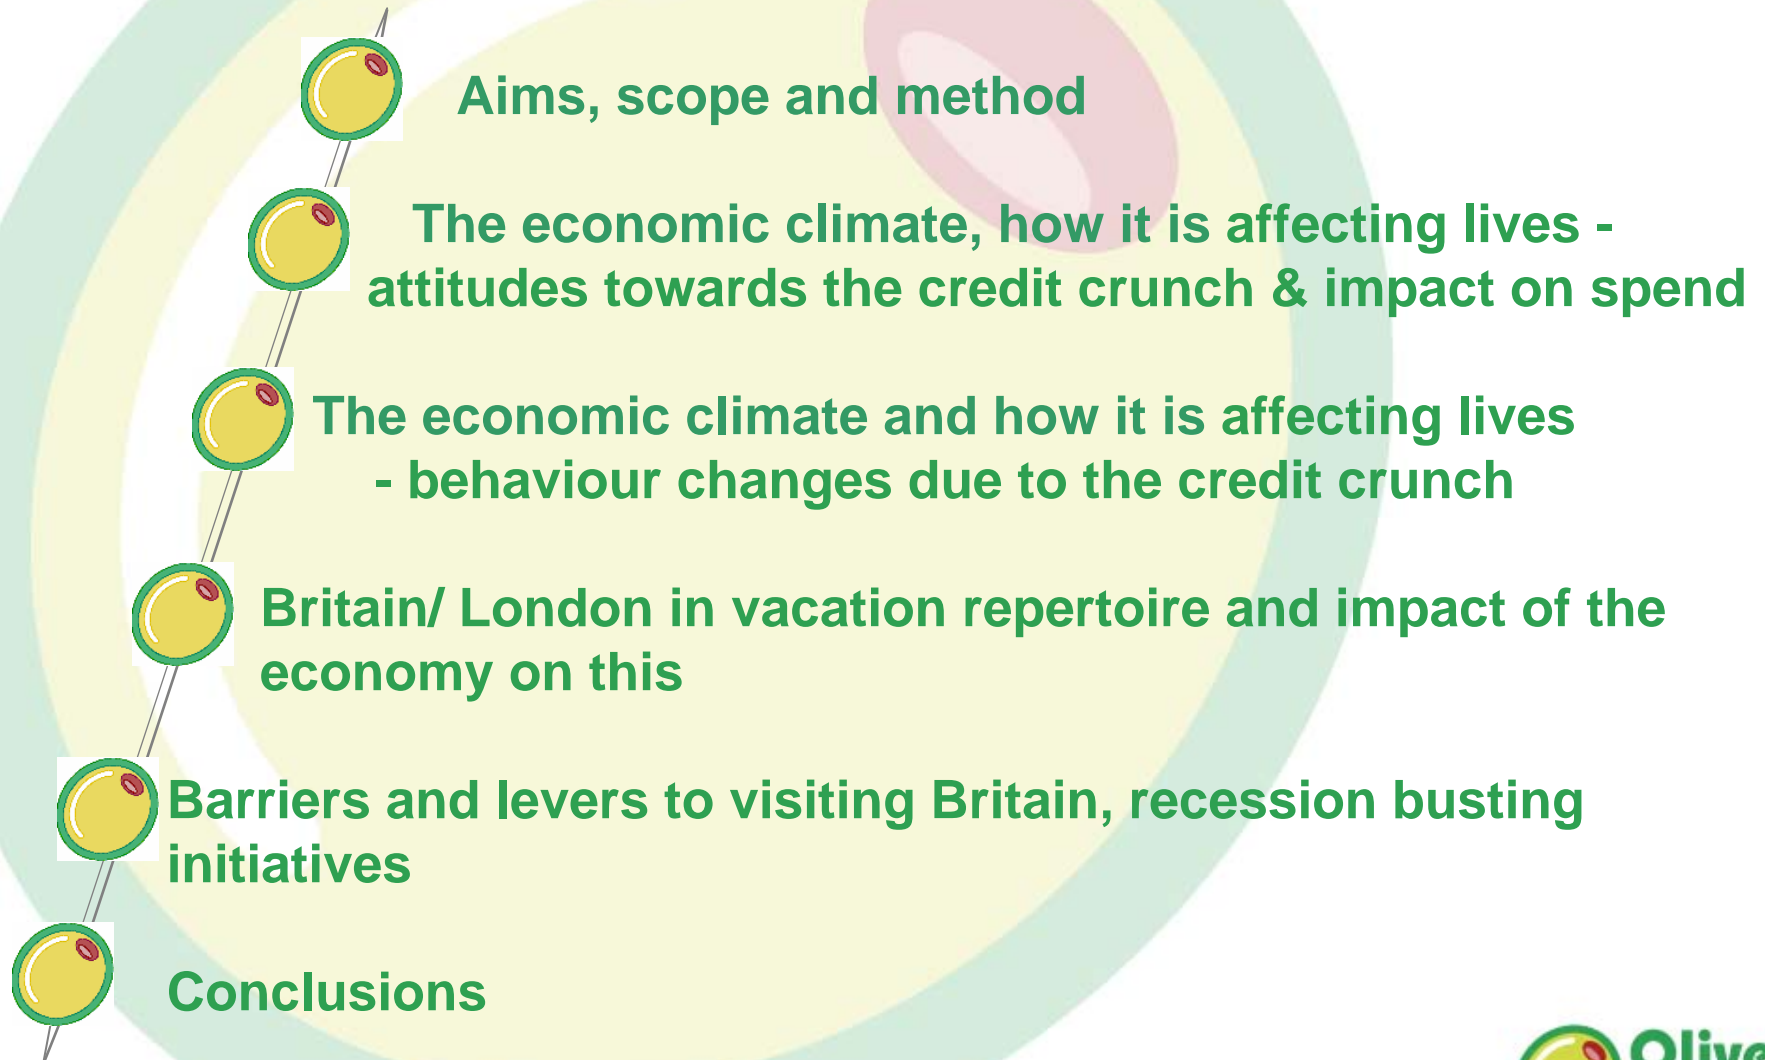 Aims, scope and method
The economic climate, how it is affecting lives -
attitudes towards the credit crunch & impact on spend
The economic climate and how it is affecting lives
- behaviour changes due to the credit crunch
Britain/ London in vacation repertoire and impact of the
economy on this
Barriers and levers to visiting Britain, recession busting
initiatives
Conclusions
Olive